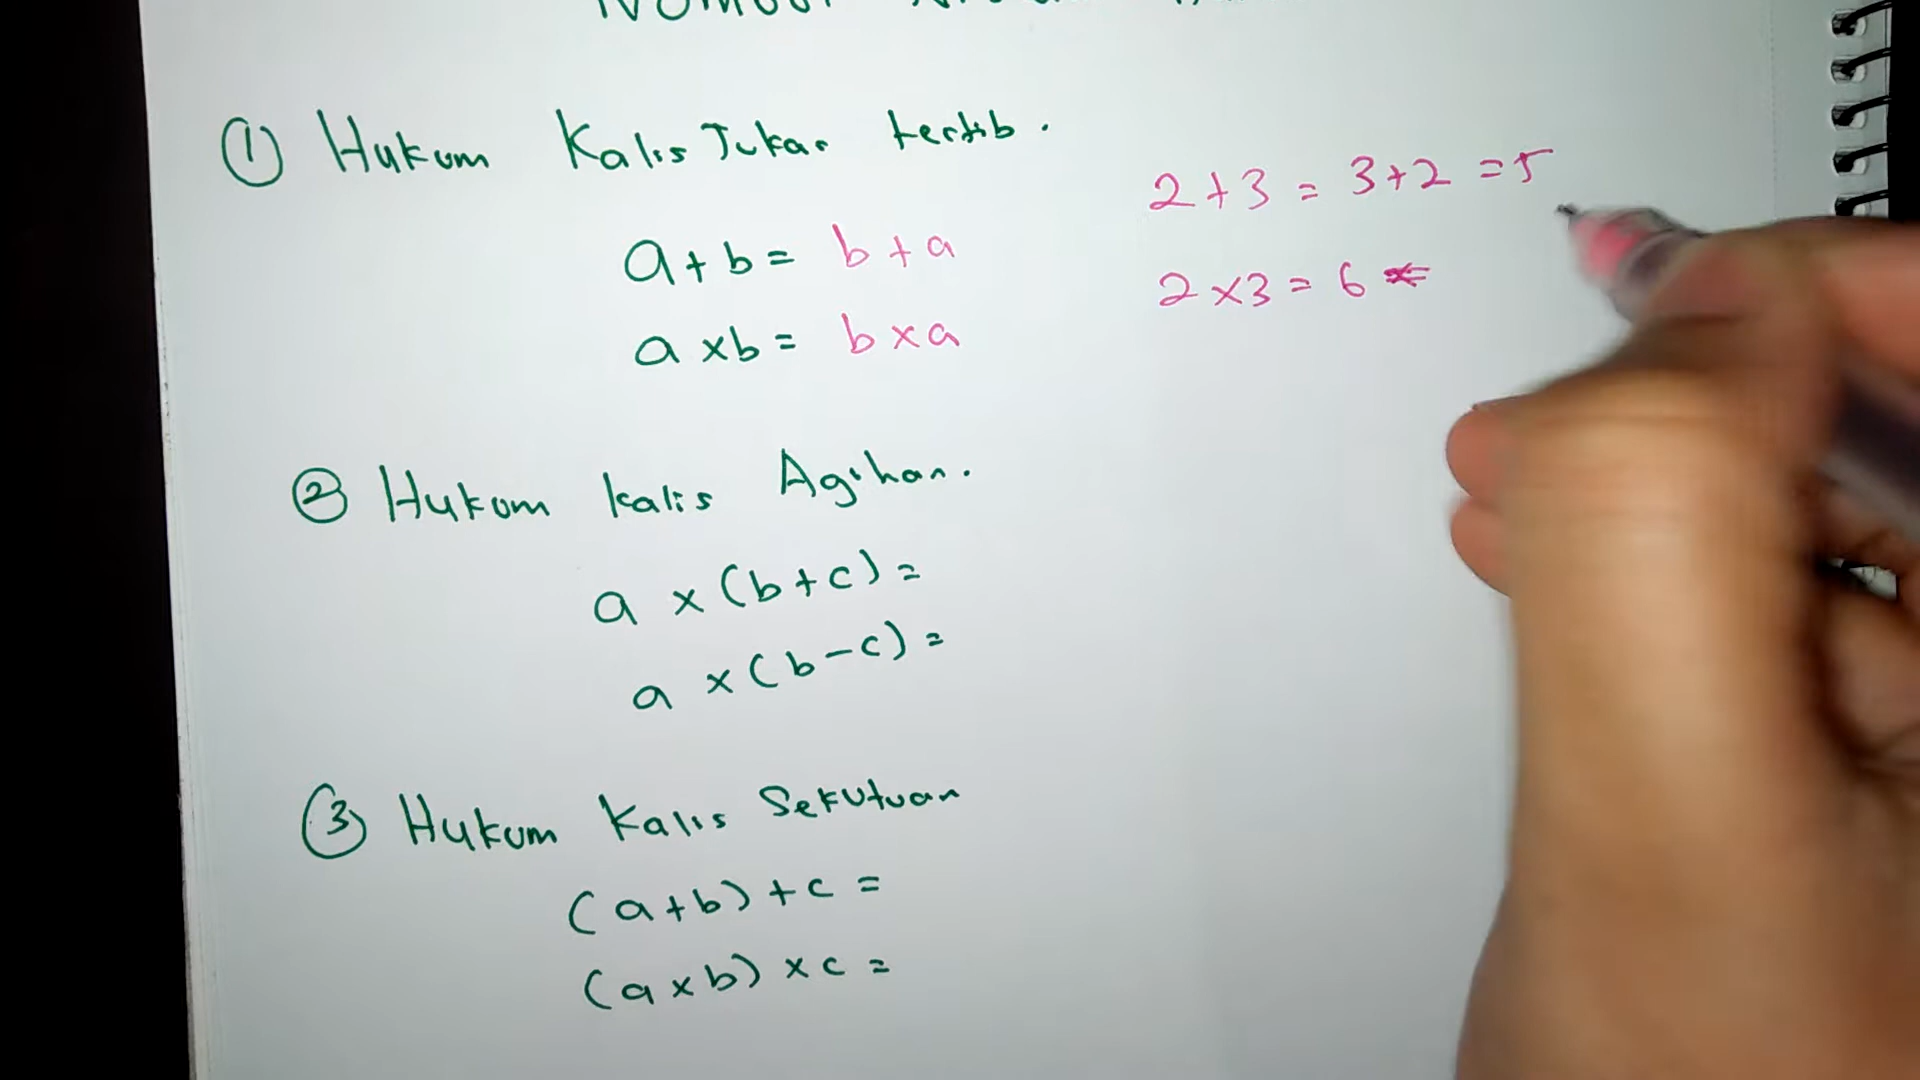 ① Hukum Kalis Tukar tertib.
a + b = b + a
a x b = b x a
2 + 3 = 3 + 2 = 5
2 x 3 = 6
② Hukum kalis Agihan.
a x (b + c) =
a x (b - c) =
③ Hukum Kalis Sekutuan
(a + b) + c =
(a x b) x c =